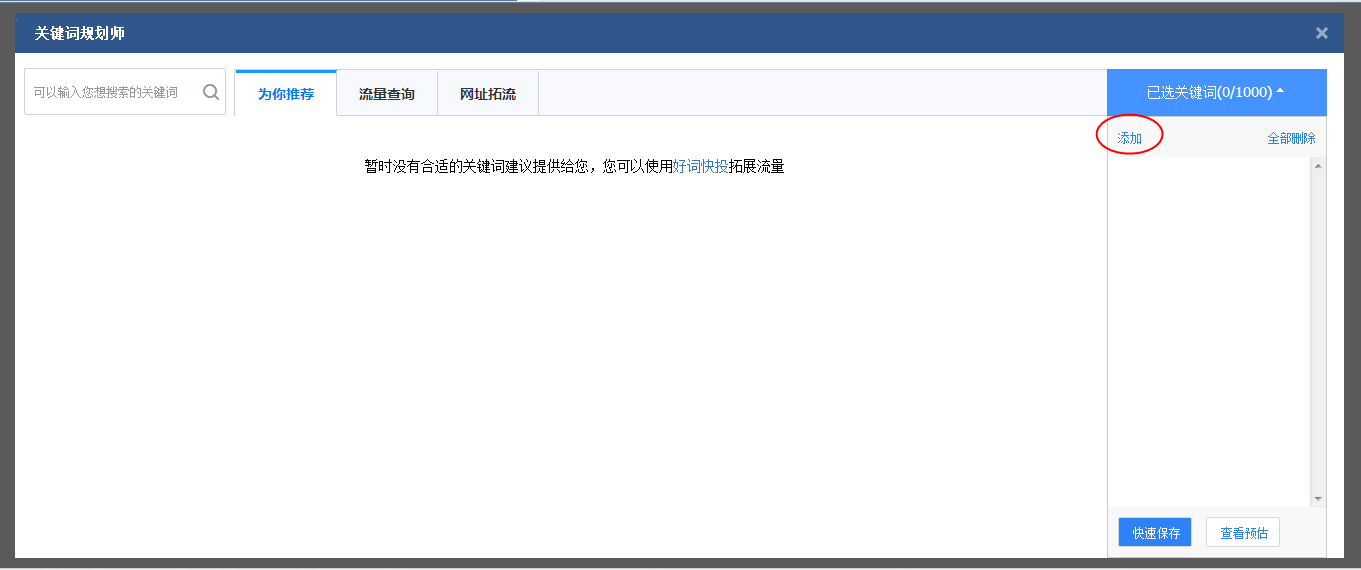 关键词规划师
可以输入您想搜索的关键词
为你推荐
流量查询
网址拓流
已选关键词(0/1000)
添加
全部删除
暂时没有合适的关键词建议提供给您，您可以使用好词快投拓展流量
快速保存
查看预估